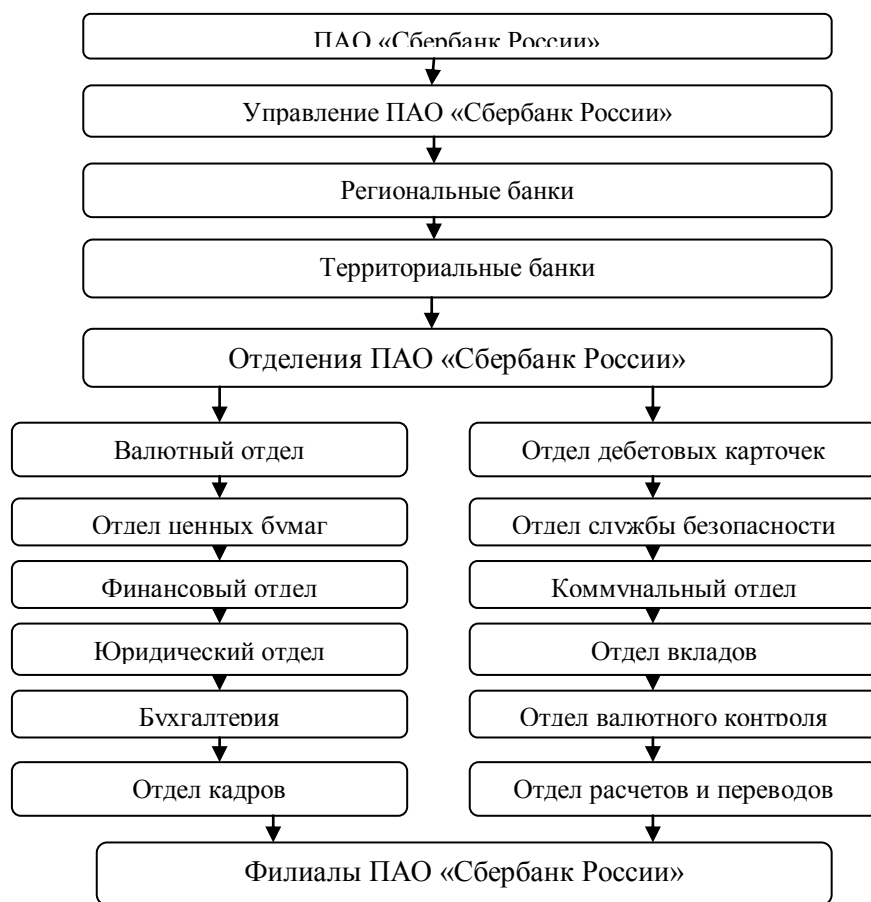 ПАО «Сбербанк России»
Управление ПАО «Сбербанк России»
Региональные банки
Территориальные банки
Отделения ПАО «Сбербанк России»
Валютный отдел
Отдел ценных бумаг
Финансовый отдел
Юридический отдел
Бухгалтерия
Отдел кадров
Отдел дебетовых карточек
Отдел службы безопасности
Коммунальный отдел
Отдел вкладов
Отдел валютного контроля
Отдел расчетов и переводов
Филиалы ПАО «Сбербанк России»